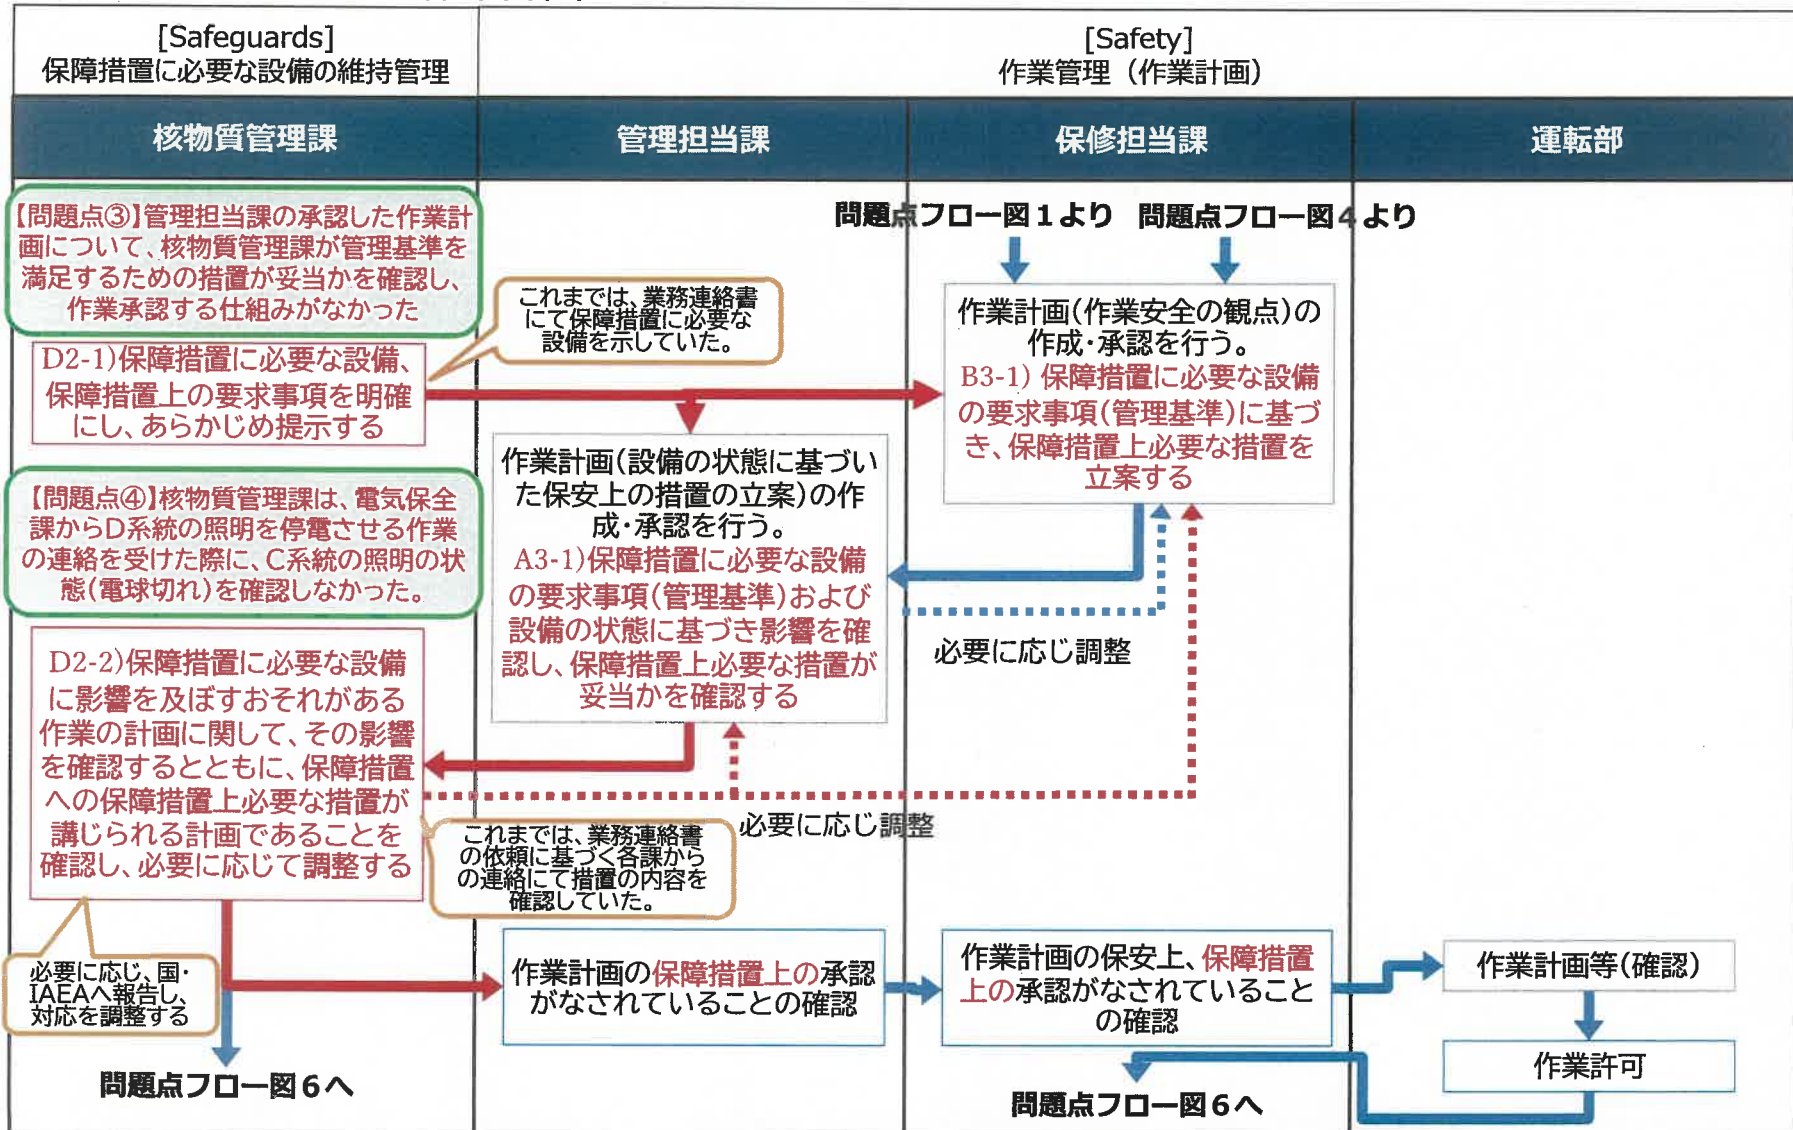 [Safeguards]
保障措置に必要な設備の維持管理
[Safety]
作業管理（作業計画）
核物質管理課
管理担当課
保修担当課
運転部
【問題点③】管理担当課の承認した作業計
画について、核物質管理課が管理基準を
満足するための措置が妥当かを確認し、
作業承認する仕組みがなかった
これまでは、業務連絡書
にて保障措置に必要な
設備を示していた。
D2-1)保障措置に必要な設備、
保障措置上の要求事項を明確
にし、あらかじめ提示する
【問題点④】核物質管理課は、電気保全
課からD系統の照明を停電させる作業
の連絡を受けた際に、C系統の照明の状
態(電球切れ)を確認しなかった。
D2-2)保障措置に必要な設備
に影響を及ぼすおそれがある
作業の計画に関して、その影響
を確認するとともに、保障措置
への保障措置上必要な措置が
講じられる計画であることを
確認し、必要に応じて調整する
これまでは、業務連絡書
の依頼に基づく各課から
の連絡にて措置の内容を
確認していた。
必要に応じ、国・
IAEAへ報告し、
対応を調整する
問題点フロー図６へ
作業計画(設備の状態に基づい
た保安上の措置の立案)の作
成・承認を行う。
A3-1)保障措置に必要な設備
の要求事項(管理基準)および
設備の状態に基づき影響を確
認し、保障措置上必要な措置が
妥当かを確認する
必要に応じ調整
作業計画の保障措置上の承認
がなされていることの確認
問題点フロー図１より
問題点フロー図４より
作業計画(作業安全の観点)の
作成・承認を行う。
B3-1) 保障措置に必要な設備
の要求事項(管理基準)に基づ
き、保障措置上必要な措置を
立案する
必要に応じ調整
作業計画の保安上、保障措置
上の承認がなされていること
の確認
問題点フロー図６へ
作業計画等(確認)
作業許可